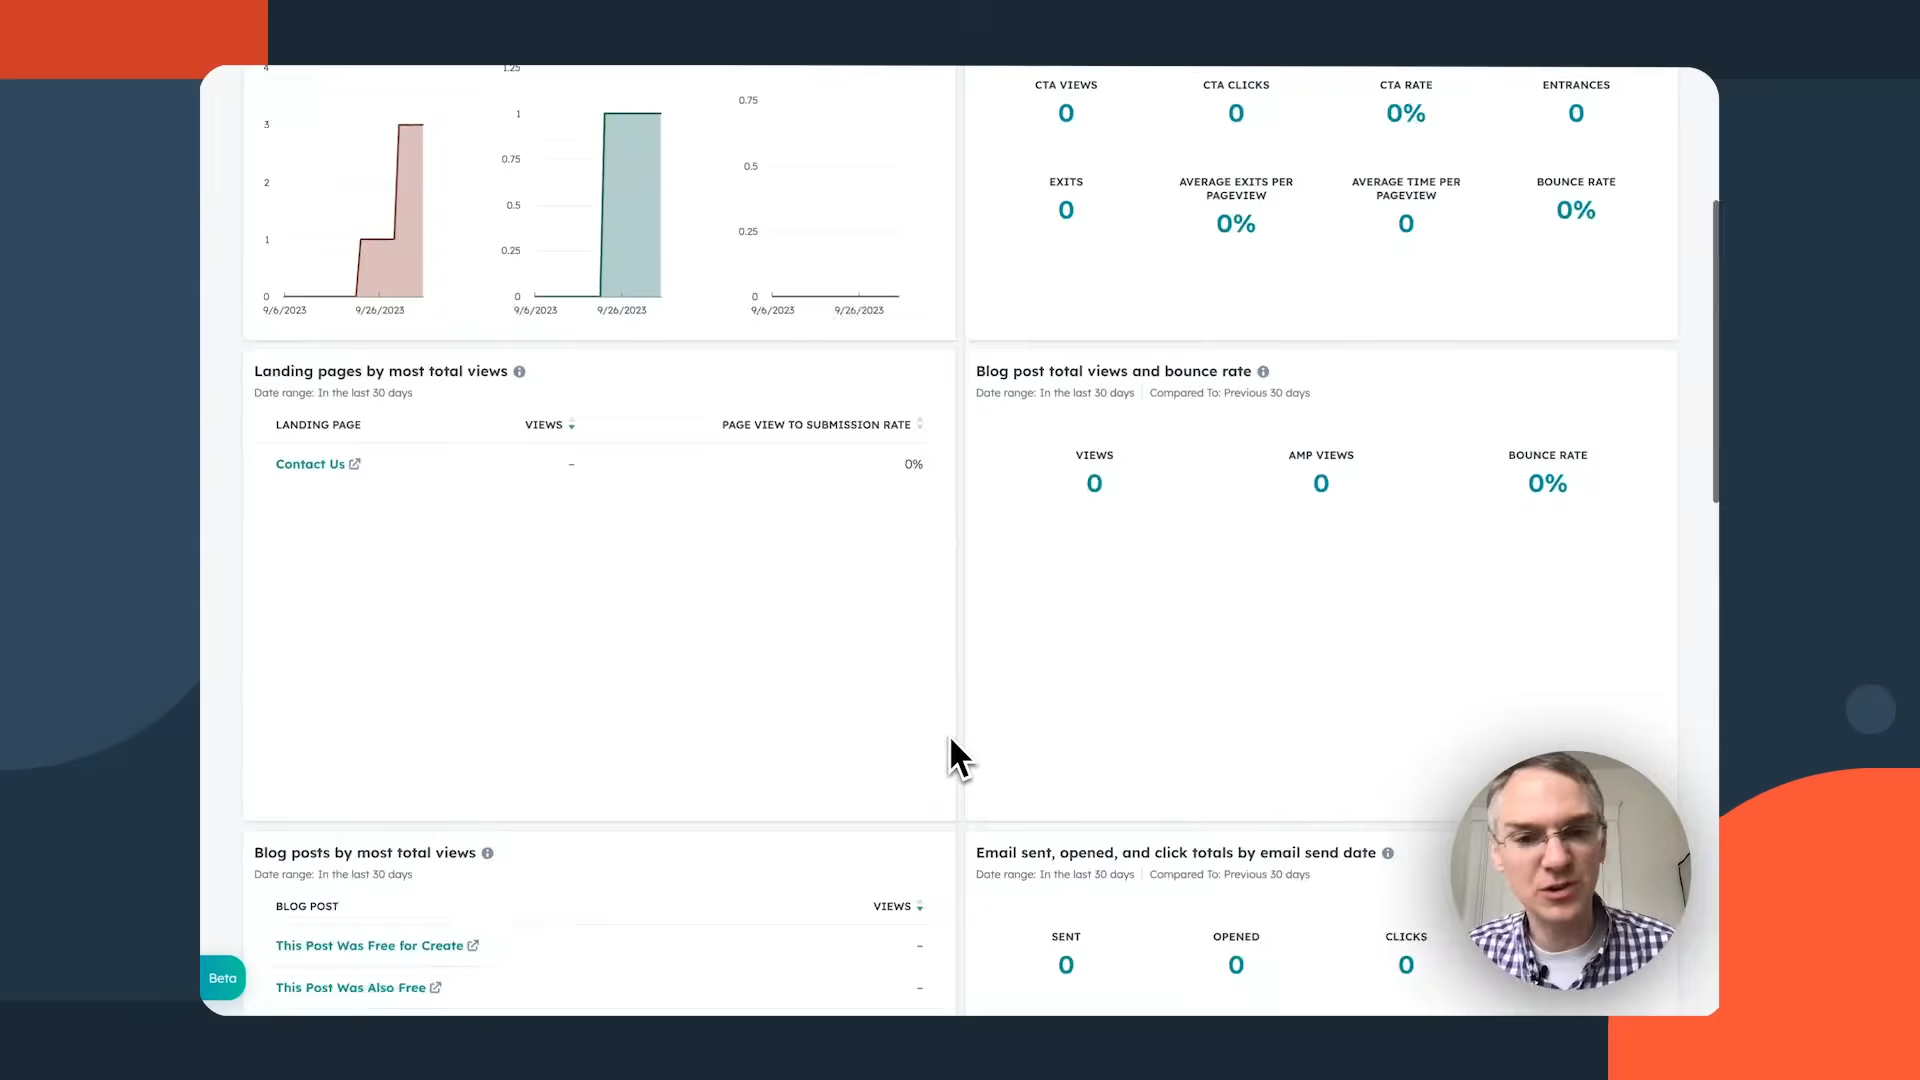 4
3
2
1
0
9/6/2023 9/26/2023
1.25
1
0.75
0.5
0.25
0
9/6/2023 9/26/2023
0.75
0.5
0.25
0
9/6/2023 9/26/2023
CTA VIEWS CTA CLICKS CTA RATE ENTRANCES
0 0 0% 0
EXITS AVERAGE EXITS PER AVERAGE TIME PER BOUNCE RATE
PAGEVIEW PAGEVIEW
0 0% 0 0%
Landing pages by most total views
Date range: In the last 30 days
LANDING PAGE VIEWS PAGE VIEW TO SUBMISSION RATE
Contact Us – 0%
Blog post total views and bounce rate
Date range: In the last 30 days Compared To: Previous 30 days
VIEWS AMP VIEWS BOUNCE RATE
0 0 0%
Blog posts by most total views
Date range: In the last 30 days
BLOG POST VIEWS
This Post Was Free for Create –
This Post Was Also Free –
Email sent, opened, and click totals by email send date
Date range: In the last 30 days Compared To: Previous 30 days
SENT OPENED CLICKS
0 0 0
Beta